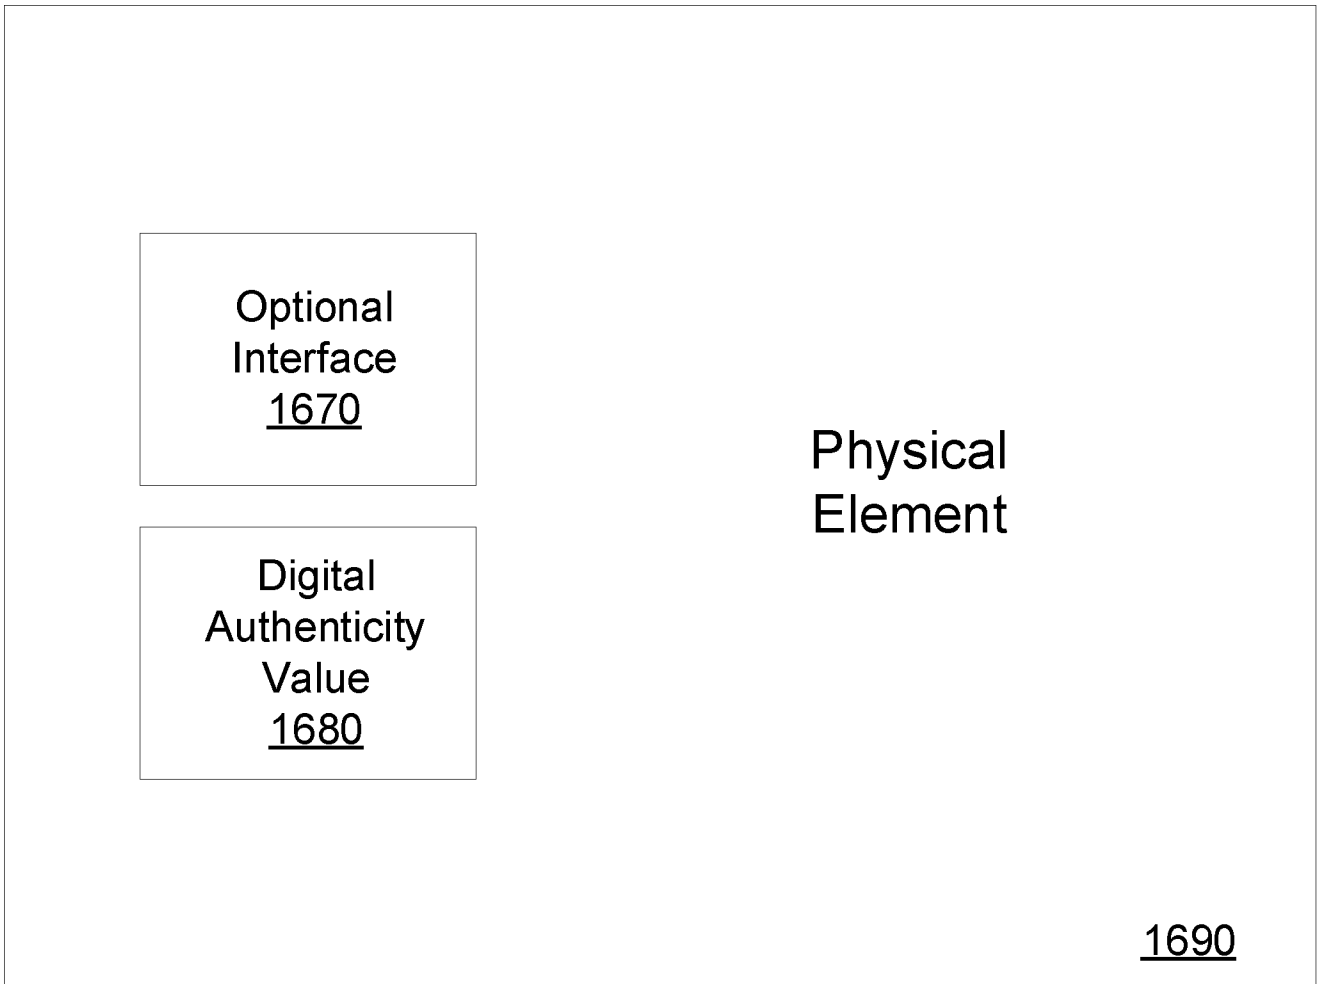 Optional
Interface
1670
Physical
Element
Digital
Authenticity
Value
1680
1690